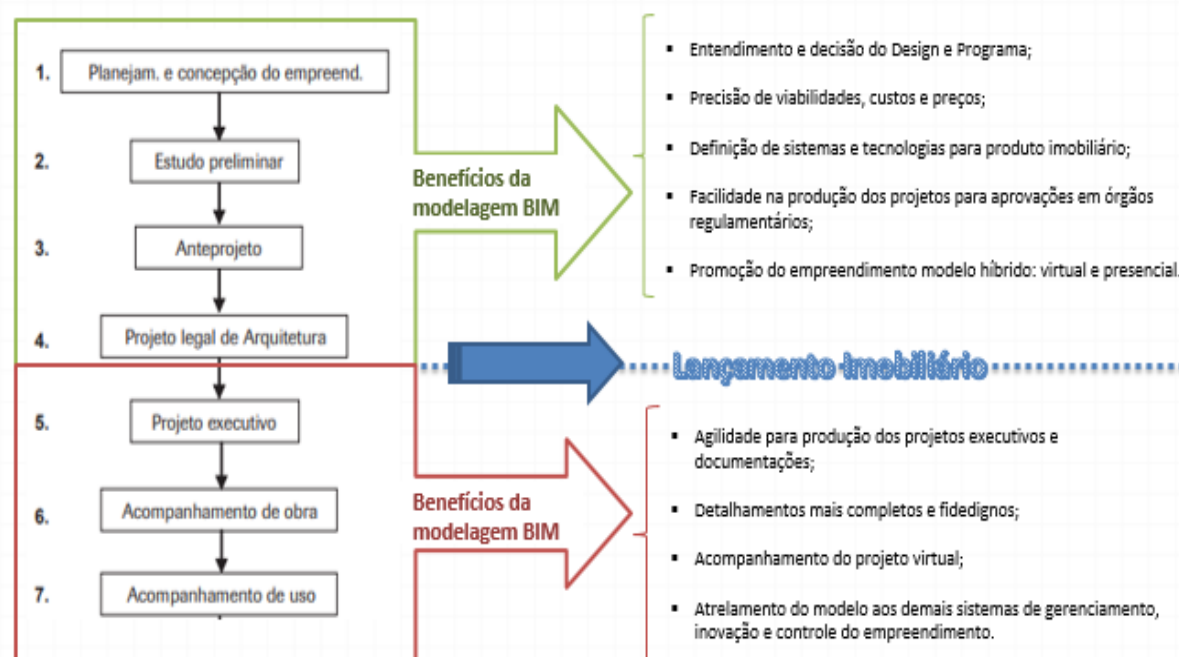 1. Planejam. e concepção do empreend.
2. Estudo preliminar
3. Anteprojeto
4. Projeto legal de Arquitetura
Benefícios da
modelagem BIM
▪ Entendimento e decisão do Design e Programa;
▪ Precisão de viabilidades, custos e preços;
▪ Definição de sistemas e tecnologias para produto imobiliário;
▪ Facilidade na produção dos projetos para aprovações em órgãos
regulamentários;
▪ Promoção do empreendimento modelo híbrido: virtual e presencial.
Lançamento Imobiliário
5. Projeto executivo
6. Acompanhamento de obra
7. Acompanhamento de uso
Benefícios da
modelagem BIM
▪ Agilidade para produção dos projetos executivos e
documentações;
▪ Detalhamentos mais completos e fidedignos;
▪ Acompanhamento do projeto virtual;
▪ Atrelamento do modelo aos demais sistemas de gerenciamento,
inovação e controle do empreendimento.